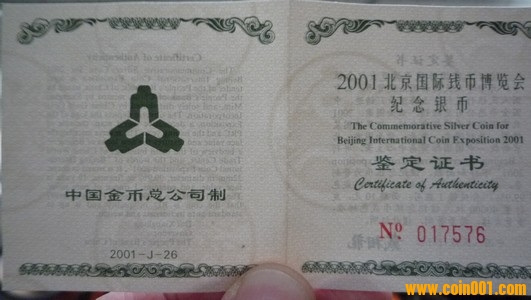 中国金币总公司制
2001-J-26
2001北京国际钱币博览会
纪念银币
The Commemorative Silver Coin for
Beijing International Coin Exposition 2001
鉴定证书
Certificate of Authenticity
Nº 017576
www.coin001.com